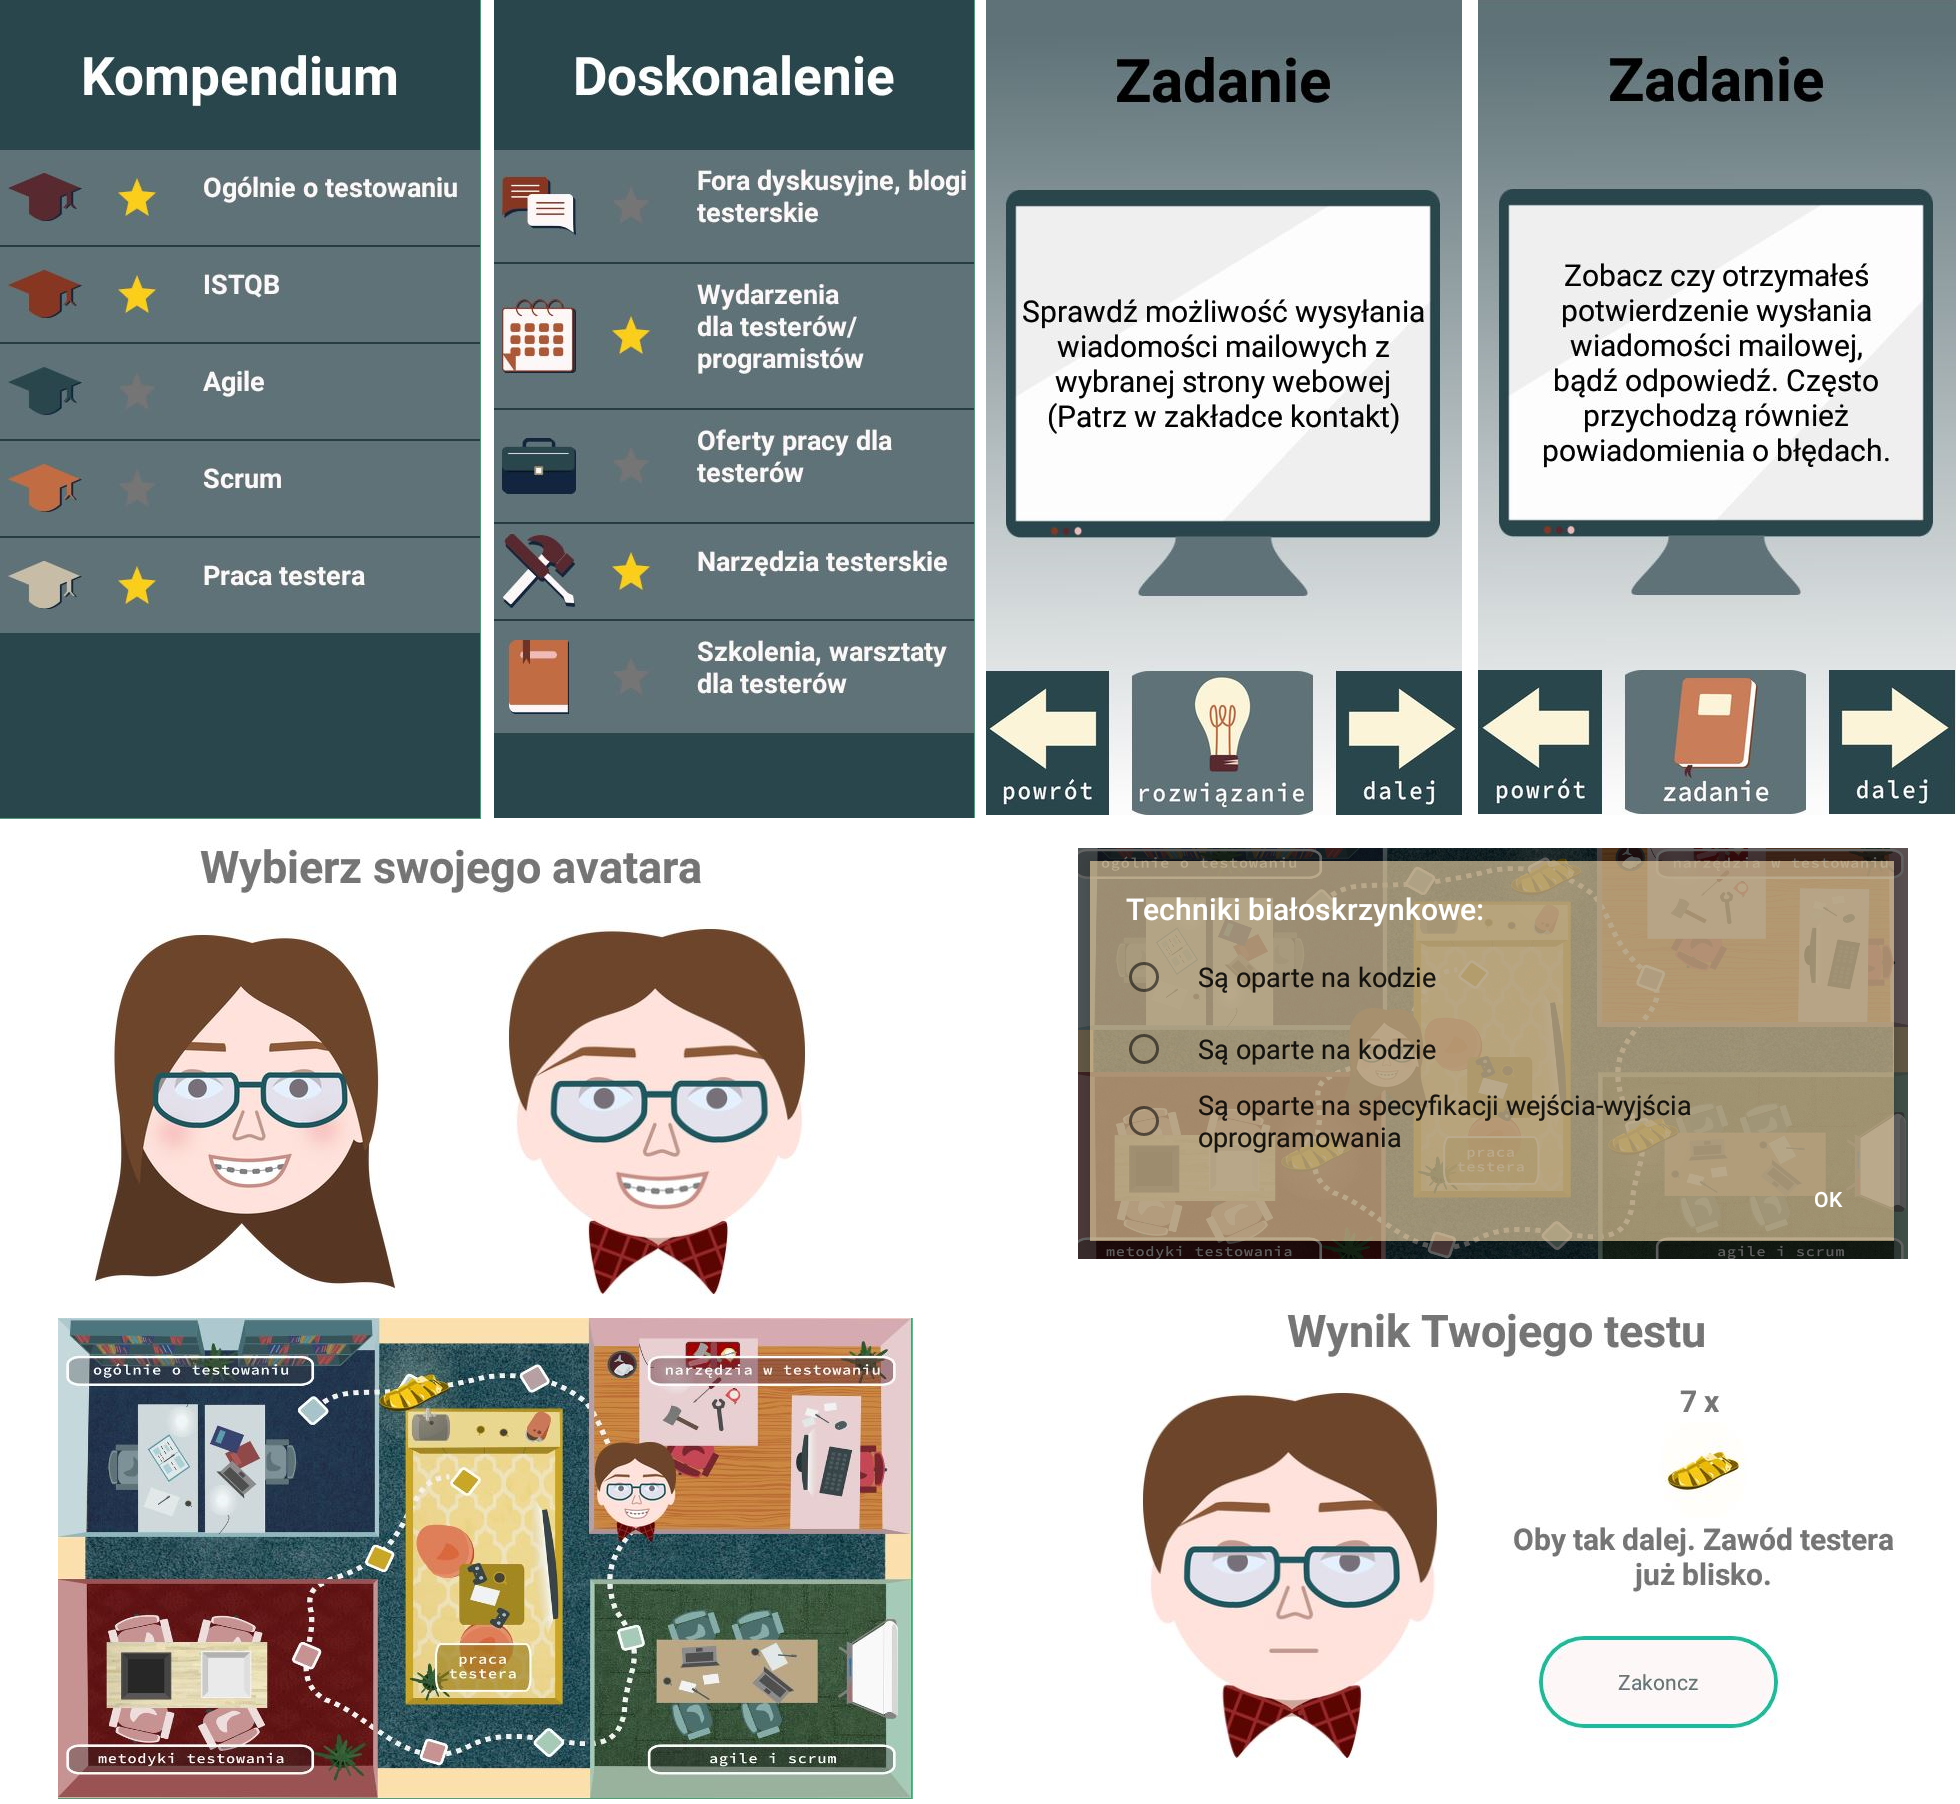 Kompendium
Ogólnie o testowaniu
ISTQB
Agile
Scrum
Praca testera
Doskonalenie
Fora dyskusyjne, blogi
testerskie
Wydarzenia
dla testerów/
programistów
Oferty pracy dla
testerów
Narzędzia testerskie
Szkolenia, warsztaty
dla testerów
Zadanie
Sprawdź możliwość wysyłania
wiadomości mailowych z
wybranej strony webowej
(Patrz w zakładce kontakt)
powrót
rozwiązanie
dalej
Zadanie
Zobacz czy otrzymałeś
potwierdzenie wysłania
wiadomości mailowej,
bądź odpowiedź. Często
przychodzą również
powiadomienia o błędach.
powrót
zadanie
dalej
Wybierz swojego avatara
ogólnie o testowaniu
narzędzia w testowaniu
Techniki białoskrzynkowe:
Są oparte na kodzie
Są oparte na kodzie
Są oparte na specyfikacji wejścia-wyjścia
oprogramowania
praca
testera
OK
metodyki testowania
agile i scrum
ogólnie o testowaniu
narzędzia w testowaniu
praca
testera
metodyki testowania
agile i scrum
Wynik Twojego testu
7 x
Oby tak dalej. Zawód testera
już blisko.
Zakoncz